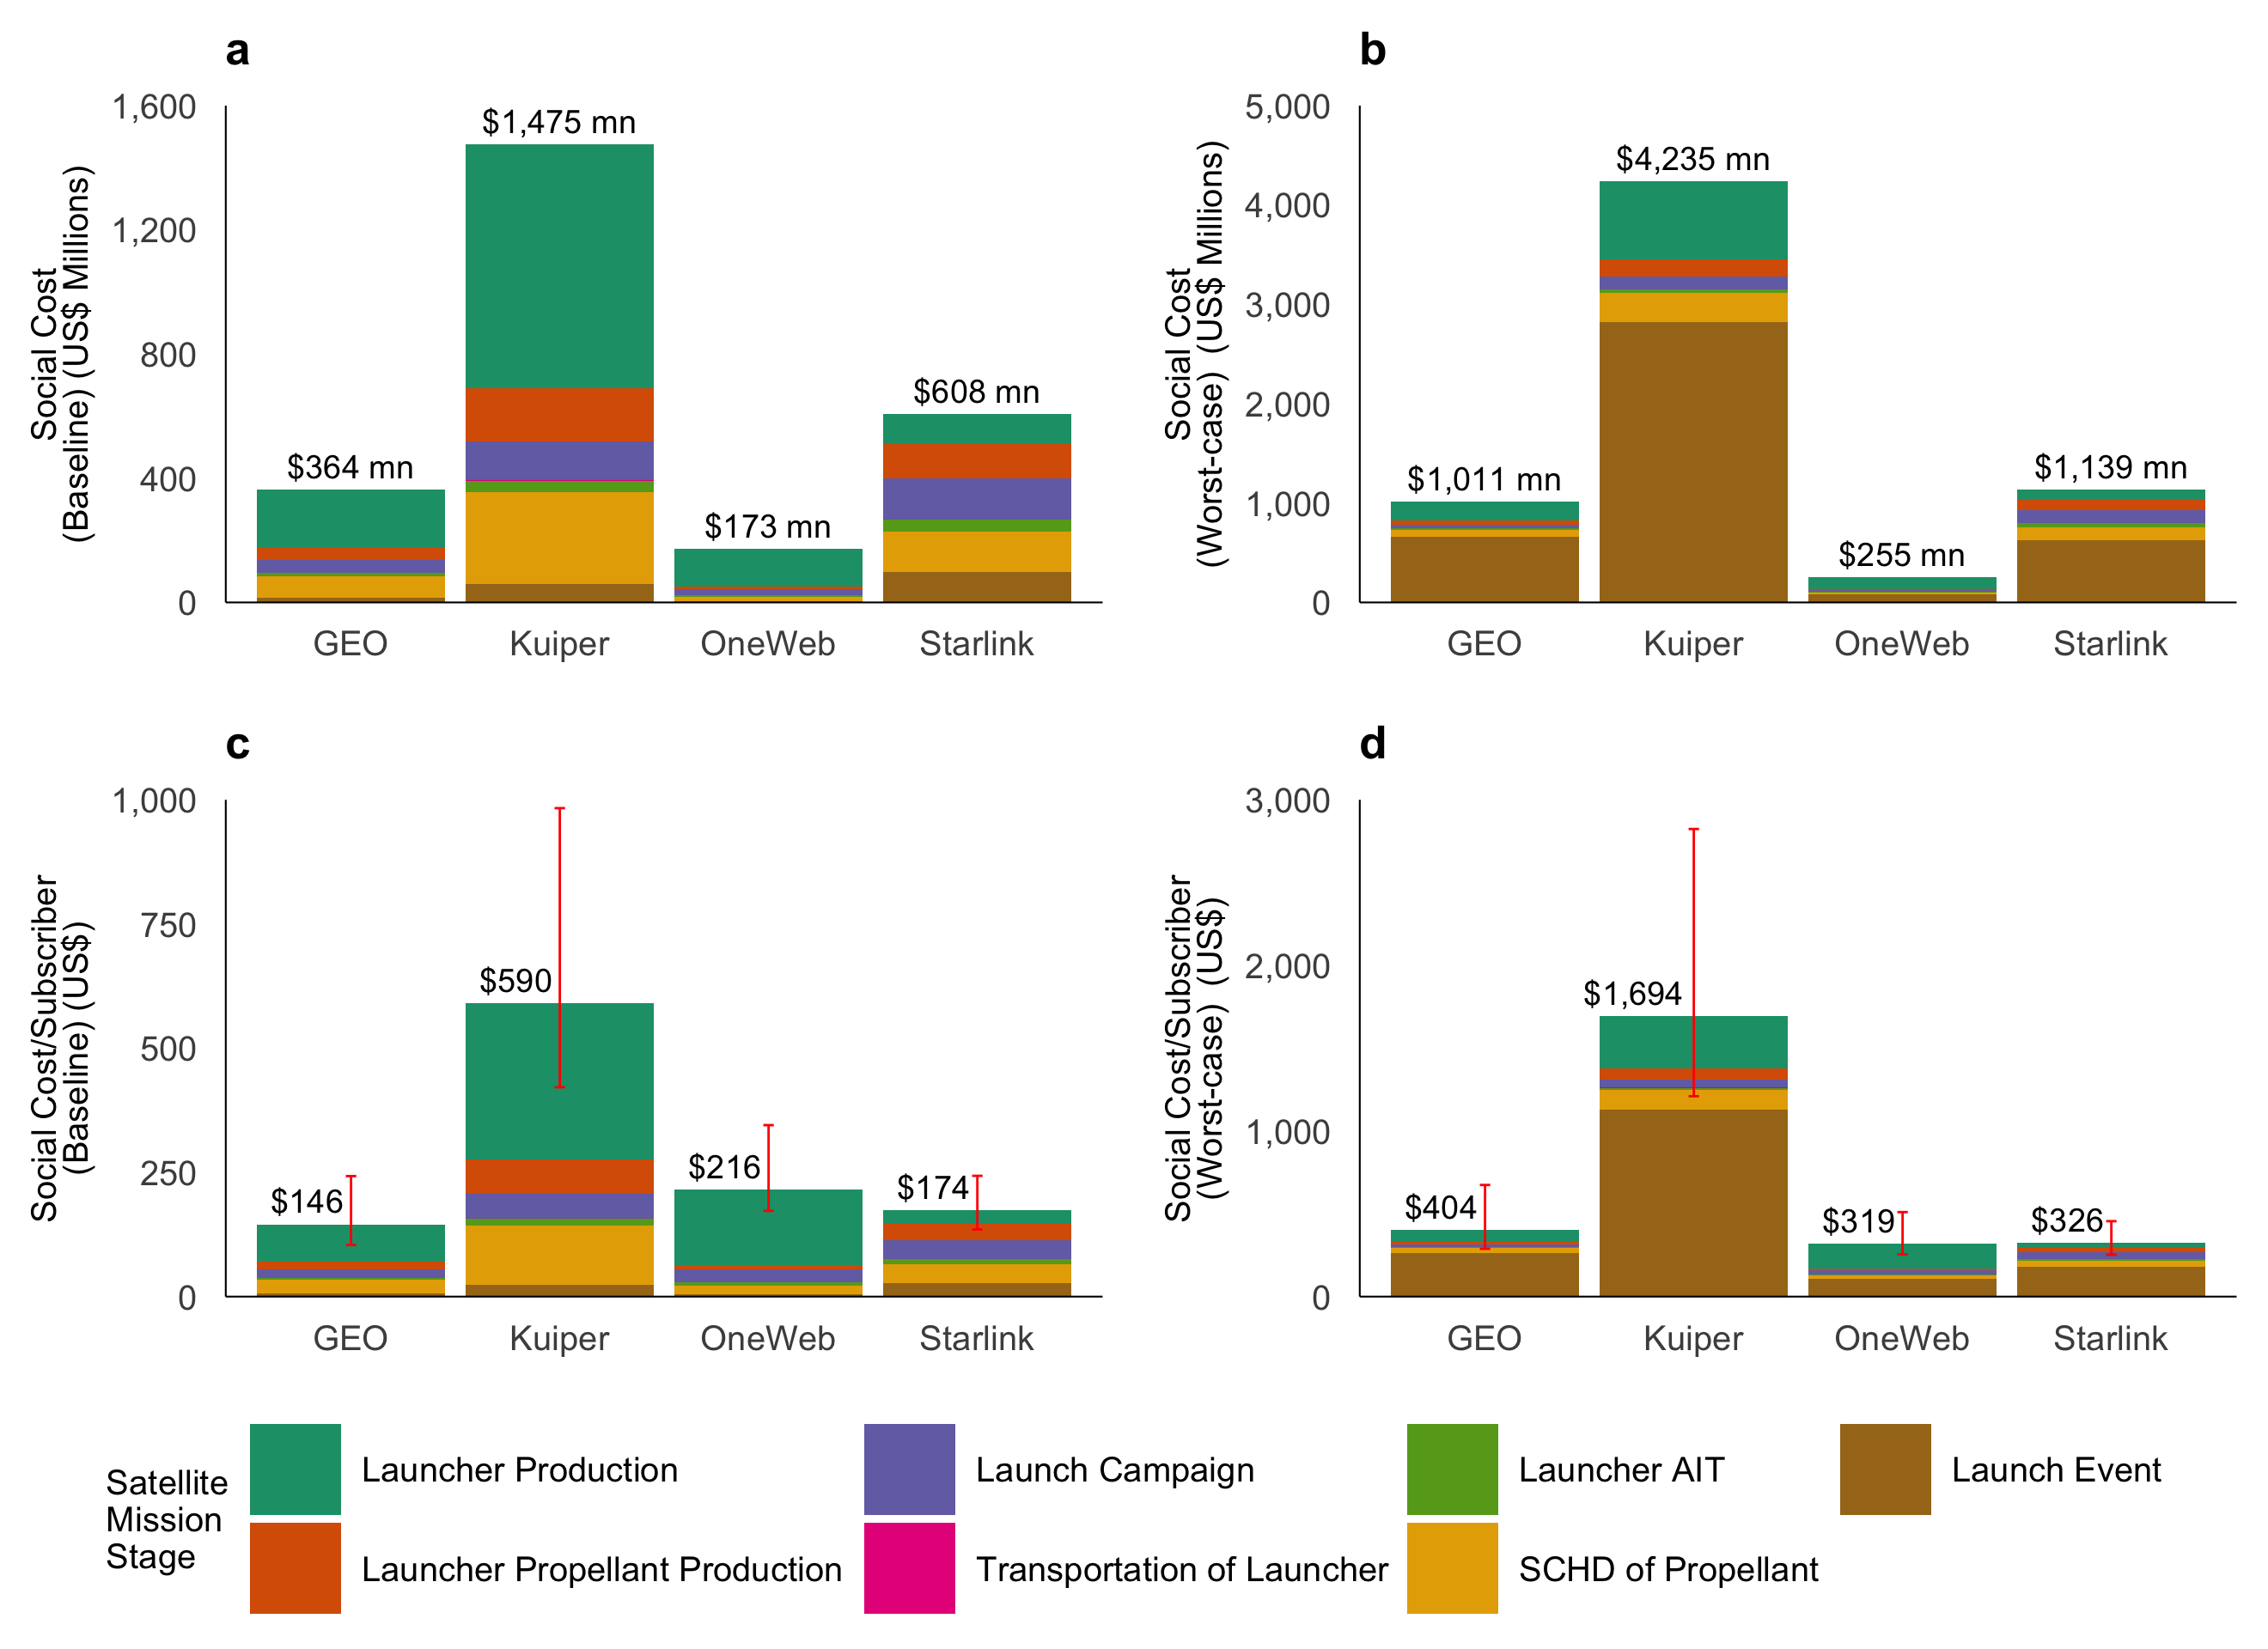 a
Social Cost
(Baseline) (US$ Millions)
1,600
1,200
800
400
0
$364 mn
$1,475 mn
$173 mn
$608 mn
GEO
Kuiper
OneWeb
Starlink
b
Social Cost
(Worst-case) (US$ Millions)
5,000
4,000
3,000
2,000
1,000
0
$1,011 mn
$4,235 mn
$255 mn
$1,139 mn
GEO
Kuiper
OneWeb
Starlink
c
Social Cost/Subscriber
(Baseline) (US$)
1,000
750
500
250
0
$146
$590
$216
$174
GEO
Kuiper
OneWeb
Starlink
d
Social Cost/Subscriber
(Worst-case) (US$)
3,000
2,000
1,000
0
$404
$1,694
$319
$326
GEO
Kuiper
OneWeb
Starlink
Satellite
Mission
Stage
Launcher Production
Launcher Propellant Production
Launch Campaign
Transportation of Launcher
Launcher AIT
SCHD of Propellant
Launch Event